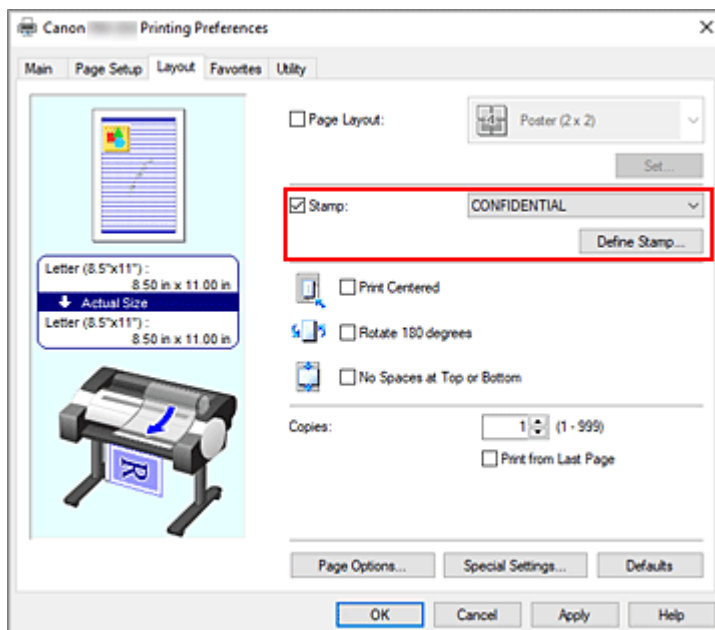 Canon Printing Preferences
Main Page Setup Layout Favorites Utility
Page Layout:
Poster (2 x 2)
Set...
Stamp:
CONFIDENTIAL
Define Stamp...
Letter (8.5"x11") :
8.50 in x 11.00 in
Actual Size
Letter (8.5"x11") :
8.50 in x 11.00 in
Print Centered
Rotate 180 degrees
No Spaces at Top or Bottom
Copies:
1 (1 - 999)
Print from Last Page
R
Page Options... Special Settings... Defaults
OK Cancel Apply Help